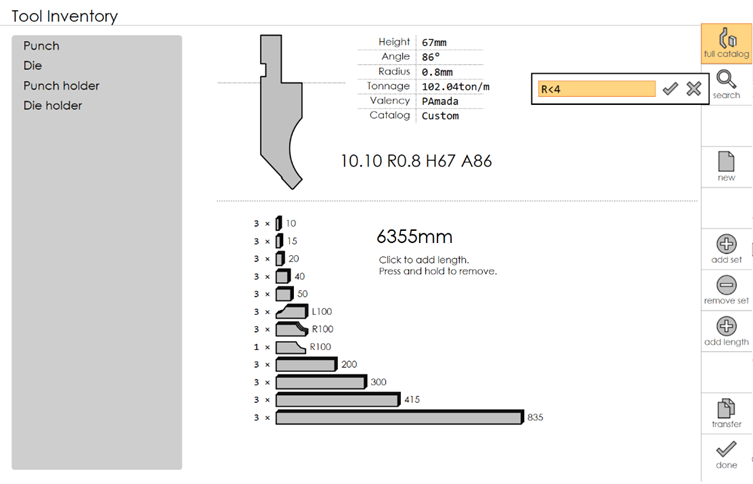 Tool Inventory
Punch
Die
Punch holder
Die holder
Height 67mm
Angle 86°
Radius 0.8mm
Tonnage 102.04ton/m
Valency PAmada
Catalog Custom
10.10 R0.8 H67 A86
R<4
full catalog
search
new
add set
remove set
add length
transfer
done
6355mm
Click to add length.
Press and hold to remove.
3 × 10
3 × 15
3 × 20
3 × 40
3 × 50
3 × L100
3 × R100
1 × R100
3 × 200
3 × 300
3 × 415
3 × 835